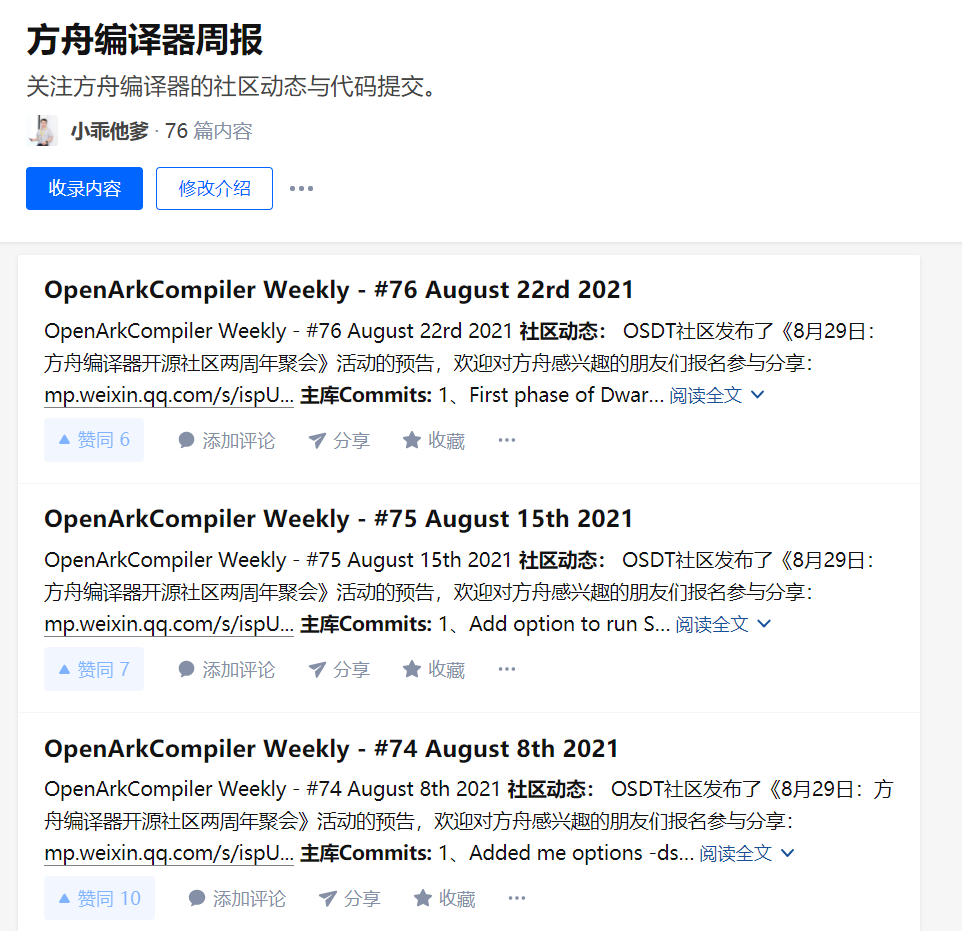 方舟编译器周报
关注方舟编译器的社区动态与代码提交。
小乖他爹 · 76 篇内容
收录内容 修改介绍 •••
OpenArkCompiler Weekly - #76 August 22rd 2021
OpenArkCompiler Weekly - #76 August 22rd 2021 社区动态： OSDT社区发布了《8月29日：
方舟编译器开源社区两周年聚会》活动的预告，欢迎对方舟感兴趣的朋友们报名参与分享：
mp.weixin.qq.com/s/ispU... 主库Commits: 1、First phase of Dwar... 阅读全文
赞同 6 添加评论 分享 收藏 •••
OpenArkCompiler Weekly - #75 August 15th 2021
OpenArkCompiler Weekly - #75 August 15th 2021 社区动态： OSDT社区发布了《8月29日：
方舟编译器开源社区两周年聚会》活动的预告，欢迎对方舟感兴趣的朋友们报名参与分享：
mp.weixin.qq.com/s/ispU... 主库Commits: 1、Add option to run S... 阅读全文
赞同 7 添加评论 分享 收藏 •••
OpenArkCompiler Weekly - #74 August 8th 2021
OpenArkCompiler Weekly - #74 August 8th 2021 社区动态： OSDT社区发布了《8月29日：方
舟编译器开源社区两周年聚会》活动的预告，欢迎对方舟感兴趣的朋友们报名参与分享：
mp.weixin.qq.com/s/ispU... 主库Commits: 1、Added me options -ds... 阅读全文
赞同 10 添加评论 分享 收藏 •••